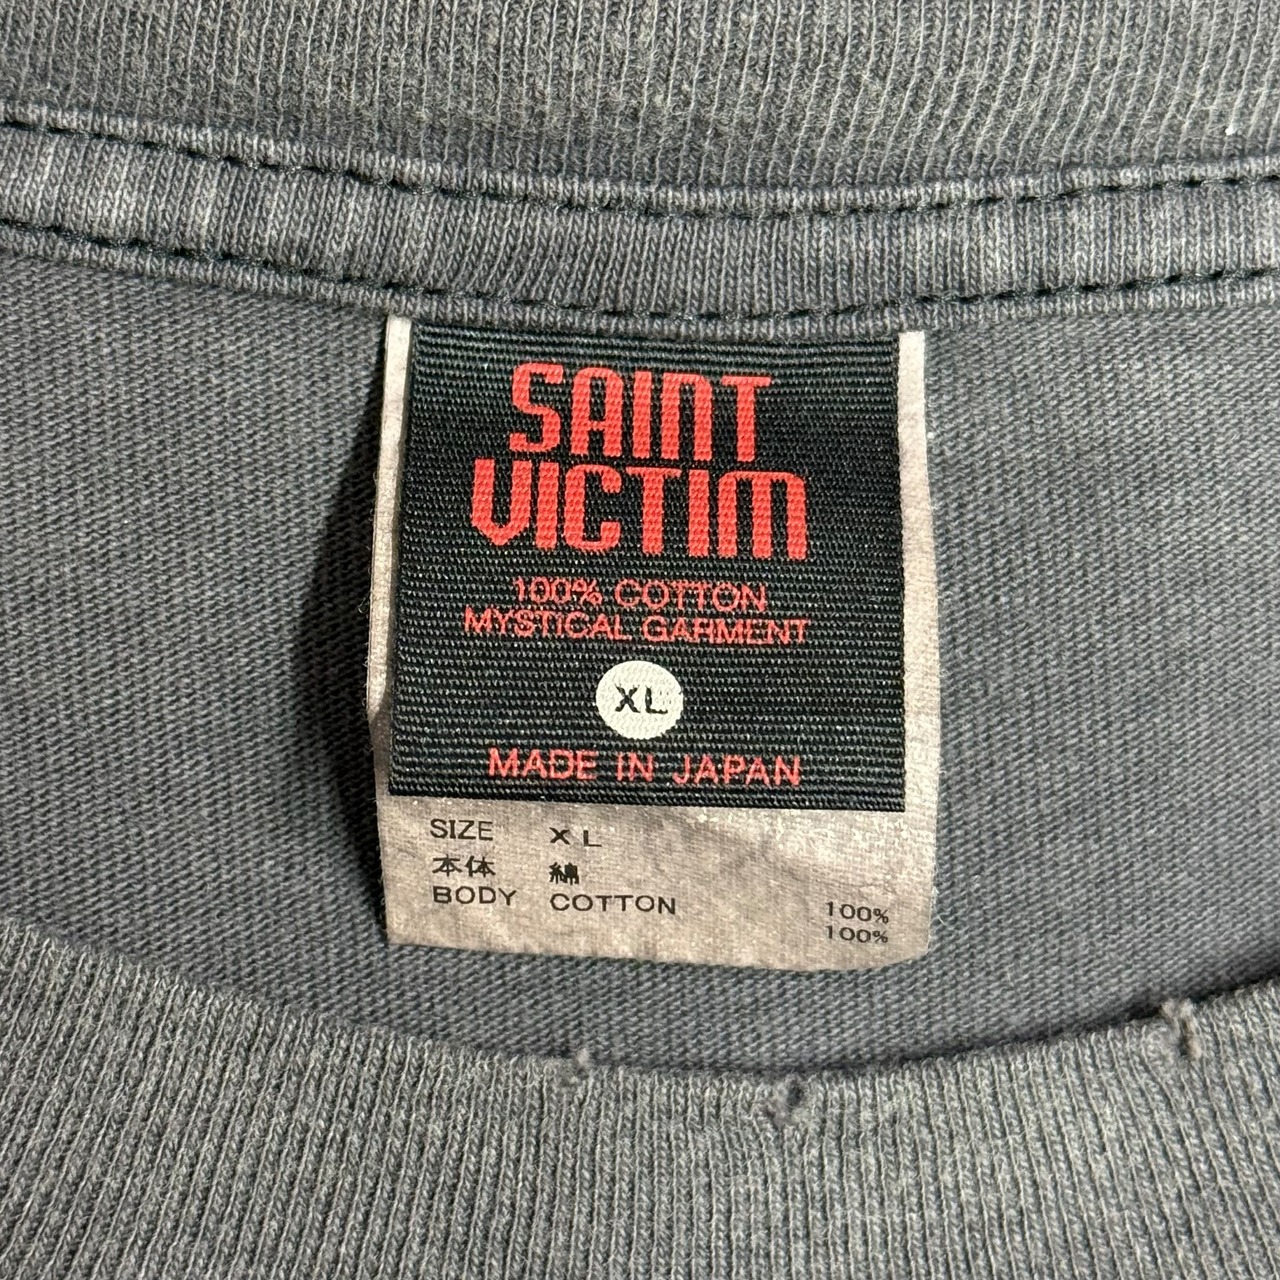 SAINT
VICTIM
100% COTTON
MYSTICAL GARMENT
XL
MADE IN JAPAN
SIZE XL
本体 綿 100%
BODY COTTON 100%